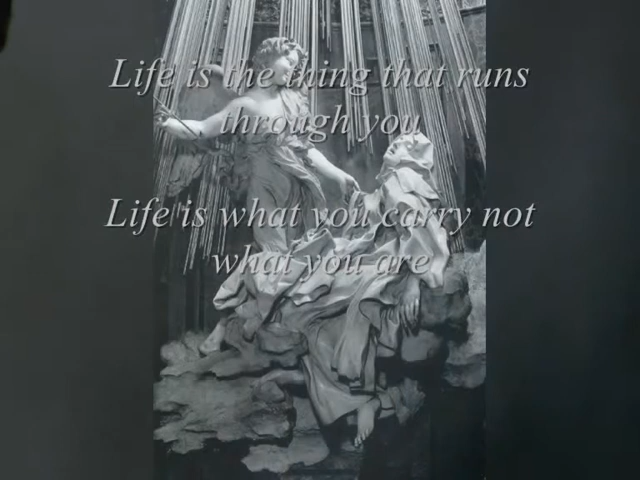 Life is the thing that runs
through you
Life is what you carry not
what you are